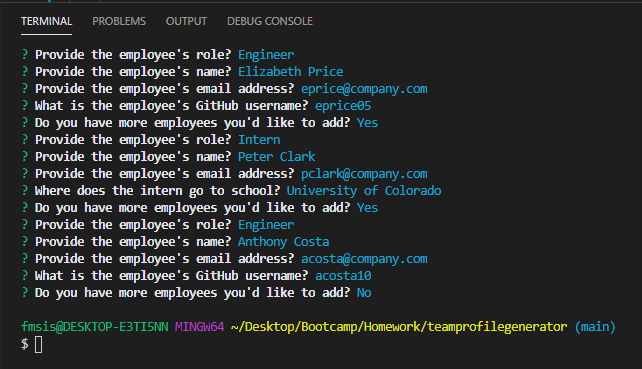 TERMINAL PROBLEMS OUTPUT DEBUG CONSOLE
? Provide the employee's role? Engineer
? Provide the employee's name? Elizabeth Price
? Provide the employee's email address? eprice@company.com
? What is the employee's GitHub username? eprice05
? Do you have more employees you'd like to add? Yes
? Provide the employee's role? Intern
? Provide the employee's name? Peter Clark
? Provide the employee's email address? pclark@company.com
? Where does the intern go to school? University of Colorado
? Do you have more employees you'd like to add? Yes
? Provide the employee's role? Engineer
? Provide the employee's name? Anthony Costa
? Provide the employee's email address? acosta@company.com
? What is the employee's GitHub username? acosta10
? Do you have more employees you'd like to add? No
fmsis@DESKTOP-E3TI5NN MINGW64 ~/Desktop/Bootcamp/Homework/teamprofilegenerator (main)
$